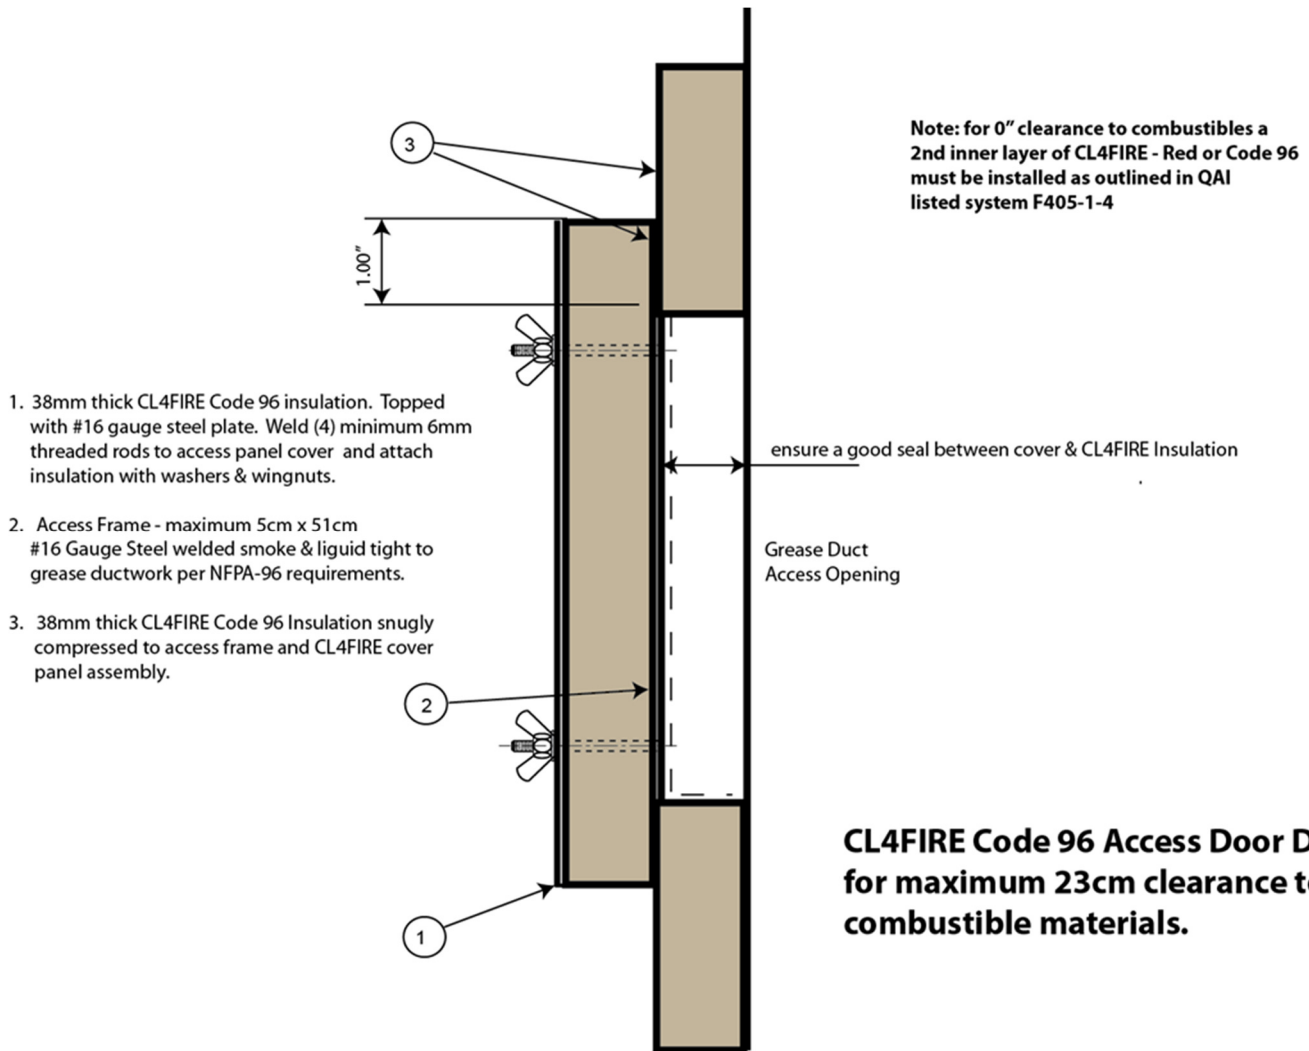 3
Note: for 0” clearance to combustibles a
2nd inner layer of CL4FIRE - Red or Code 96
must be installed as outlined in QAI
listed system F405-1-4
1.00”
1. 38mm thick CL4FIRE Code 96 insulation. Topped
with #16 gauge steel plate. Weld (4) minimum 6mm
threaded rods to access panel cover and attach
insulation with washers & wingnuts.
ensure a good seal between cover & CL4FIRE Insulation
.
2. Access Frame - maximum 5cm x 51cm
#16 Gauge Steel welded smoke & liguid tight to
grease ductwork per NFPA-96 requirements.
Grease Duct
Access Opening
3. 38mm thick CL4FIRE Code 96 Insulation snugly
compressed to access frame and CL4FIRE cover
panel assembly.
2
CL4FIRE Code 96 Access Door D
for maximum 23cm clearance t
combustible materials.
1